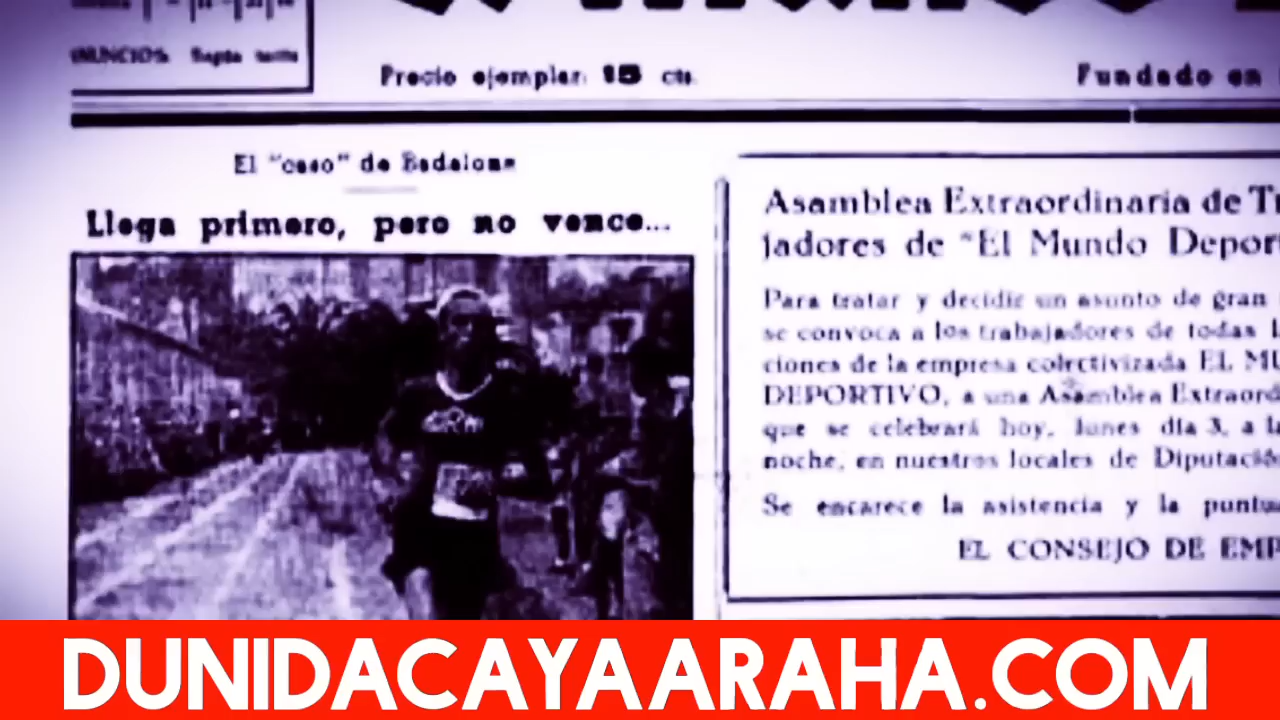 ANUNCIOS: Según tarifa
Precio ejemplar: 15 cts.
Fundado en
El "caso" de Badalona
Llega primero, pero no vence...
Asamblea Extraordinaria de Tr
jadores de "El Mundo Depor
Para tratar y decidir un asunto de gran
se convoca a los trabajadores de todas l
ciones de la empresa colectivizada EL MU
DEPORTIVO, a una Asamblea Extraord
que se celebrará hoy, lunes día 3, a la
noche, en nuestros locales de Diputació
Se encarece la asistencia y la puntu
EL CONSEJO DE EMP
DUNIDACAYAARAHA.COM